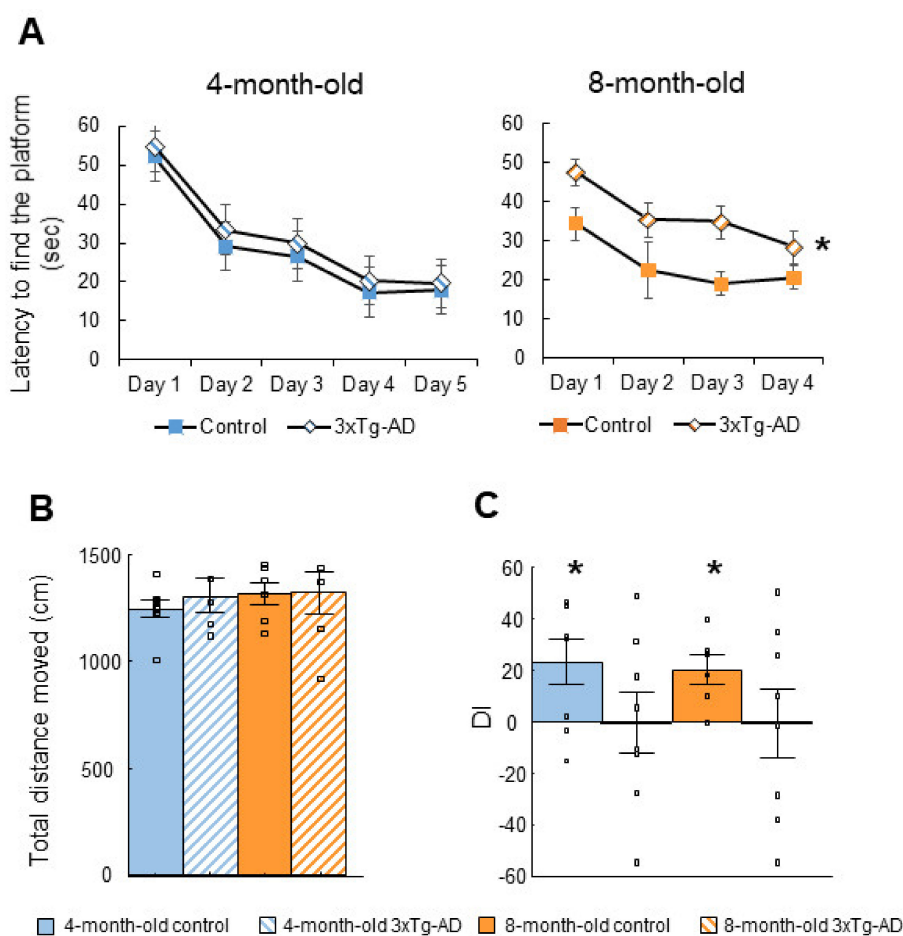 A
4-month-old
8-month-old
Latency to find the platform
(sec)
60
50
40
30
20
10
0
Day 1 Day 2 Day 3 Day 4 Day 5
Control 3xTg-AD
60
50
40
30
20
10
0
*
Day 1 Day 2 Day 3 Day 4
Control 3xTg-AD
B
Total distance moved (cm)
1500
1000
500
0
C
DI
60
40
20
0
-20
-40
-60
* *
4-month-old control 4-month-old 3xTg-AD 8-month-old control 8-month-old 3xTg-AD